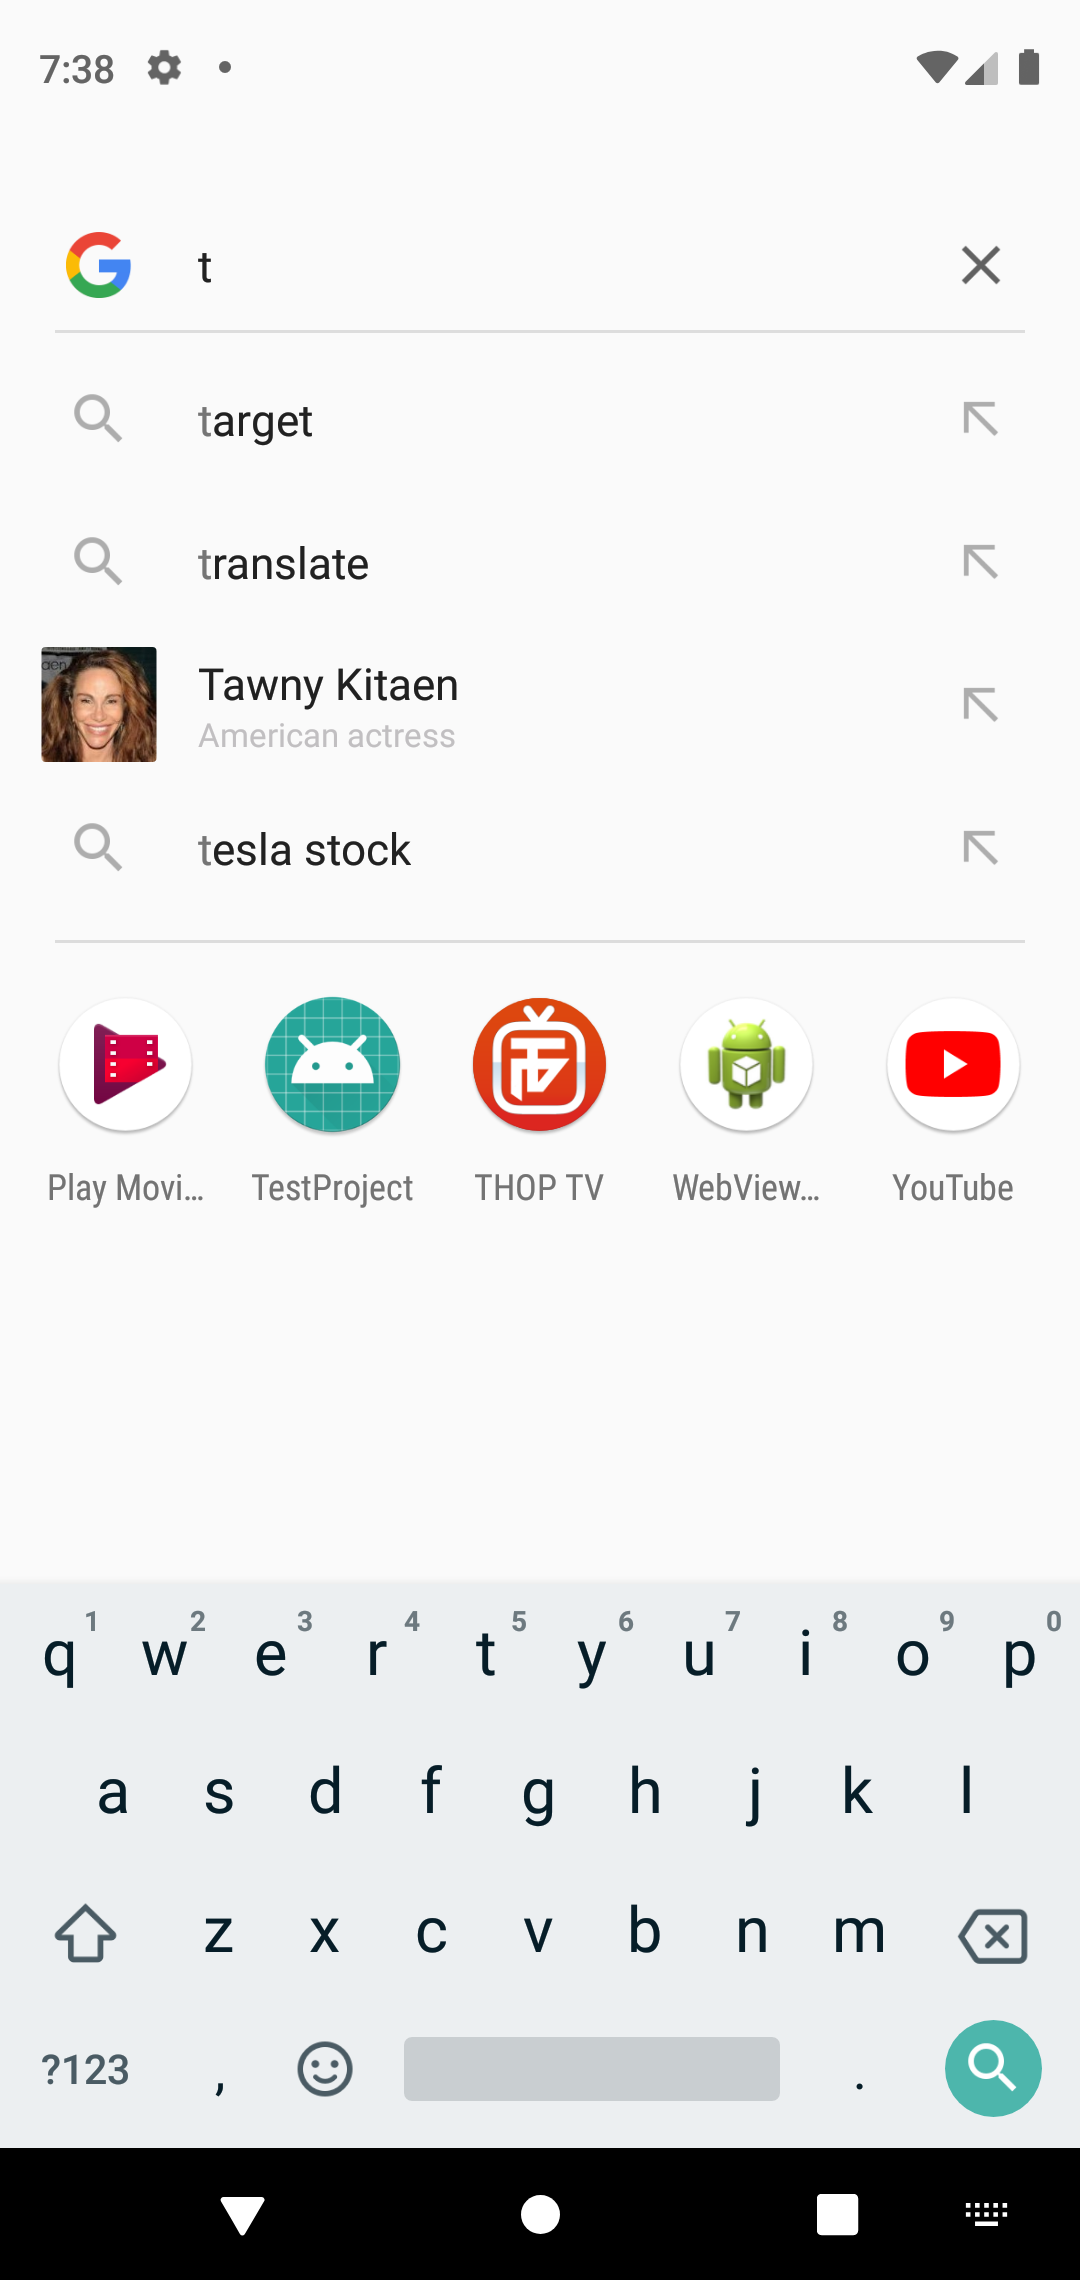 7:38
t
target
translate
Tawny Kitaen
American actress
tesla stock
Play Movi...
TestProject
THOP TV
WebView...
YouTube
q 1 w 2 e 3 r 4 t 5 y 6 u 7 i 8 o 9 p 0
a s d f g h j k l
z x c v b n m
?123 , .